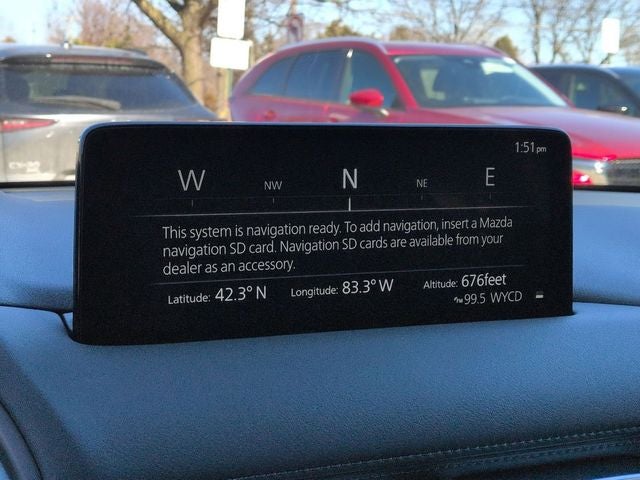 1:51pm
W NW N NE E
This system is navigation ready. To add navigation, insert a Mazda
navigation SD card. Navigation SD cards are available from your
dealer as an accessory.
Latitude: 42.3° N Longitude: 83.3° W Altitude: 676feet
FM 99.5 WYCD